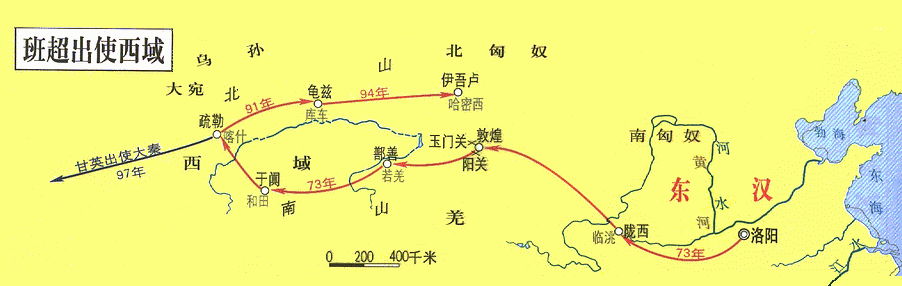 班超出使西域
乌孙
北匈奴
大宛
北
山
龟兹
库车
伊吾卢
哈密西
91年
94年
疏勒
喀什
甘英出使大秦
97年
西域
于阗
和田
南
山
73年
鄯善
若羌
玉门关
敦煌
阳关
羌
南匈奴
黄河
河水
东汉
临洮
陇西
73年
洛阳
渤海
东海
江水
0 200 400千米